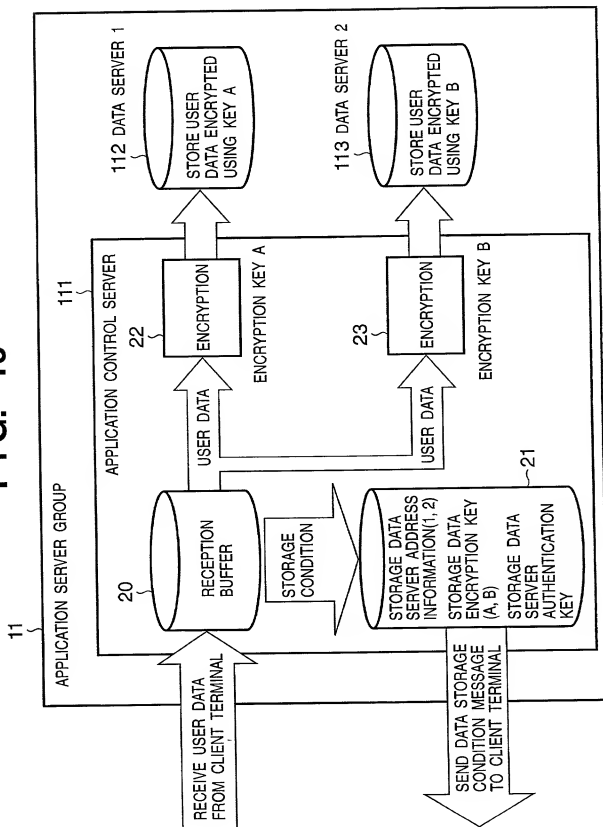 11
APPLICATION SERVER GROUP
111
APPLICATION CONTROL SERVER
RECEIVE USER DATA
FROM CLIENT TERMINAL
20
RECEPTION
BUFFER
USER DATA
22
ENCRYPTION
ENCRYPTION KEY A
112 DATA SERVER 1
STORE USER
DATA ENCRYPTED
USING KEY A
STORAGE
CONDITION
USER DATA
23
ENCRYPTION
ENCRYPTION KEY B
113 DATA SERVER 2
STORE USER
DATA ENCRYPTED
USING KEY B
21
STORAGE DATA
SERVER ADDRESS
INFORMATION(1, 2)
STORAGE DATA
ENCRYPTION KEY
(A, B)
STORAGE DATA
SERVER
AUTHENTICATION
KEY
SEND DATA STORAGE
CONDITION MESSAGE
TO CLIENT TERMINAL